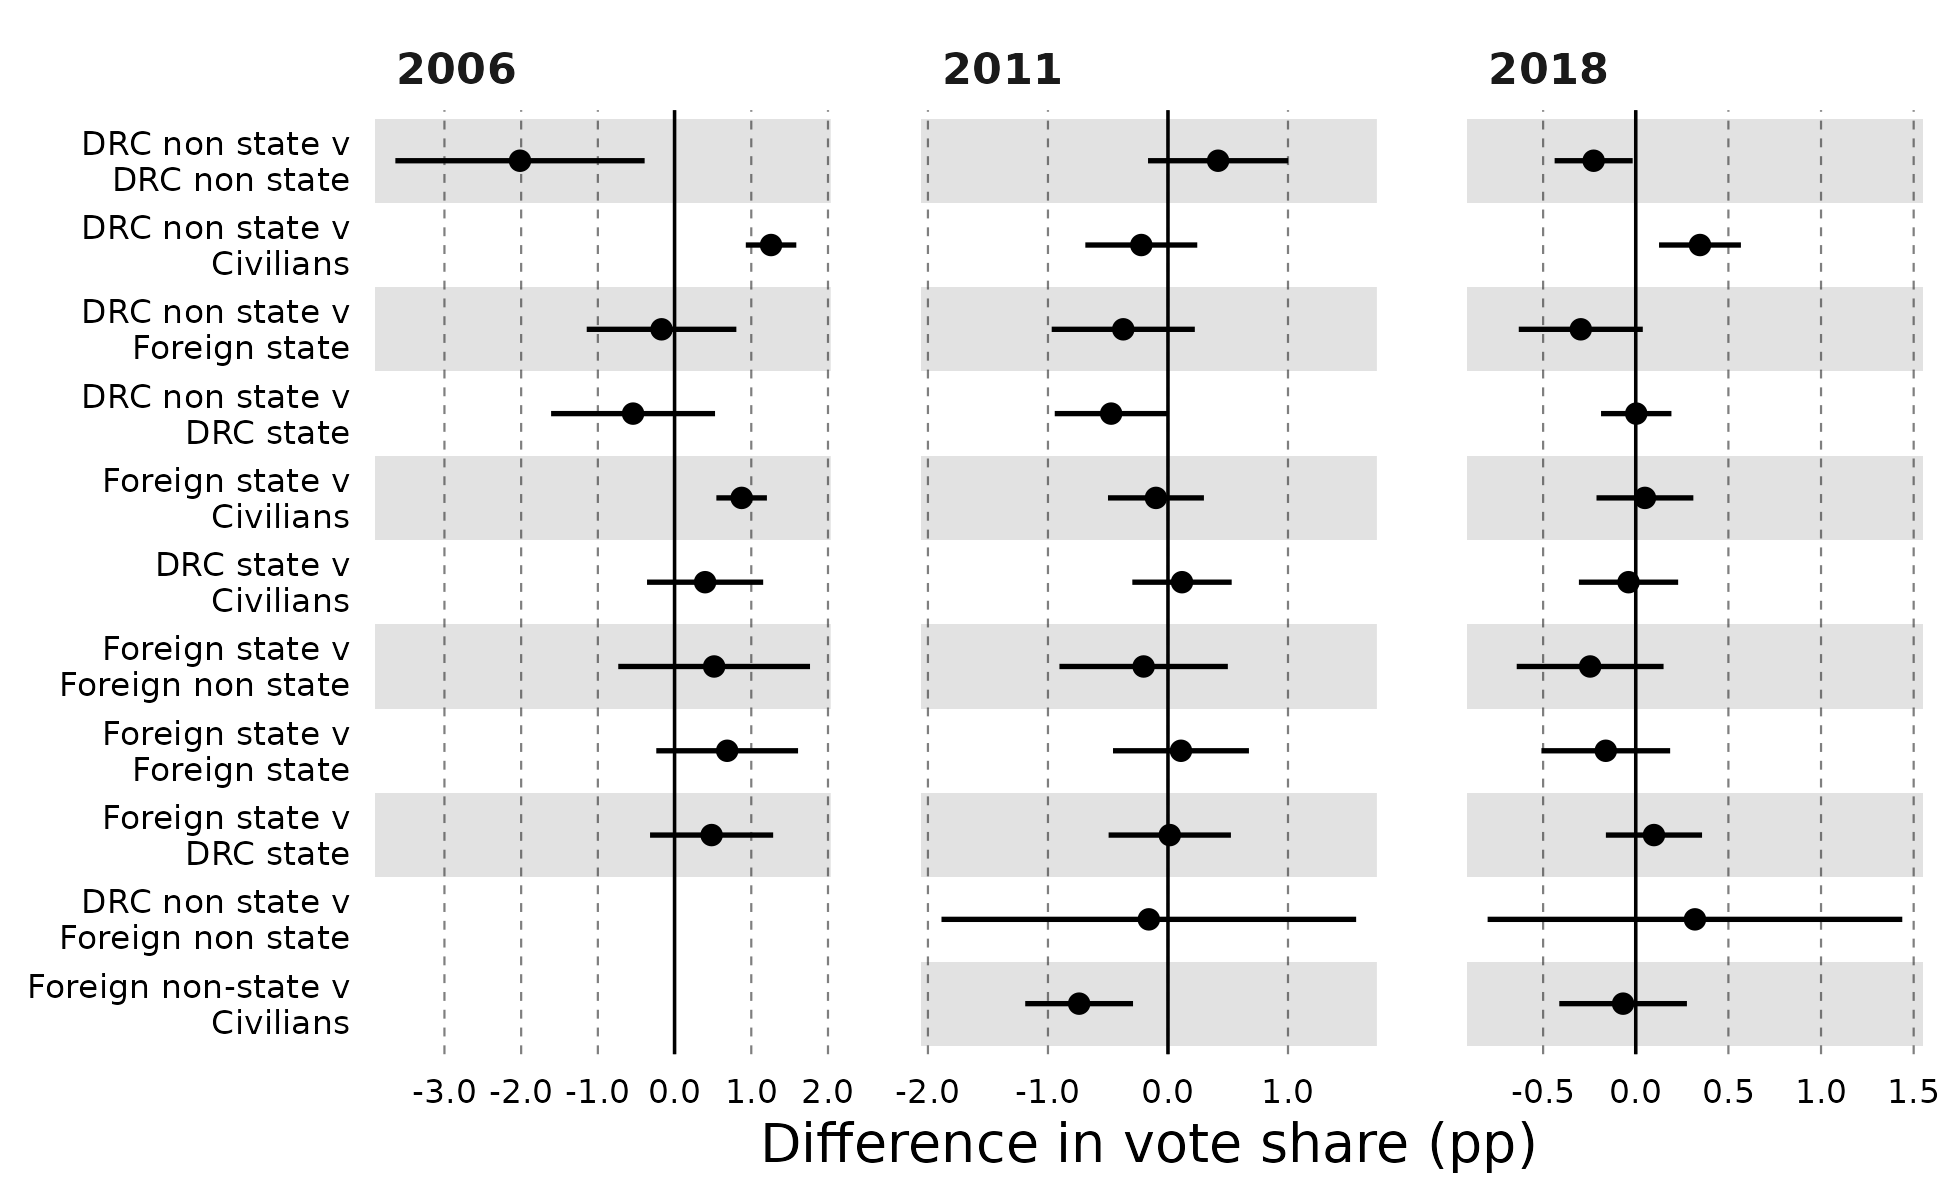 2006
2011
2018
DRC non state v
DRC non state
DRC non state v
Civilians
DRC non state v
Foreign state
DRC non state v
DRC state
Foreign state v
Civilians
DRC state v
Civilians
Foreign state v
Foreign non state
Foreign state v
Foreign state
Foreign state v
DRC state
DRC non state v
Foreign non state
Foreign non-state v
Civilians
-3.0 -2.0 -1.0 0.0 1.0 2.0
-2.0 -1.0 0.0 1.0
-0.5 0.0 0.5 1.0 1.5
Difference in vote share (pp)